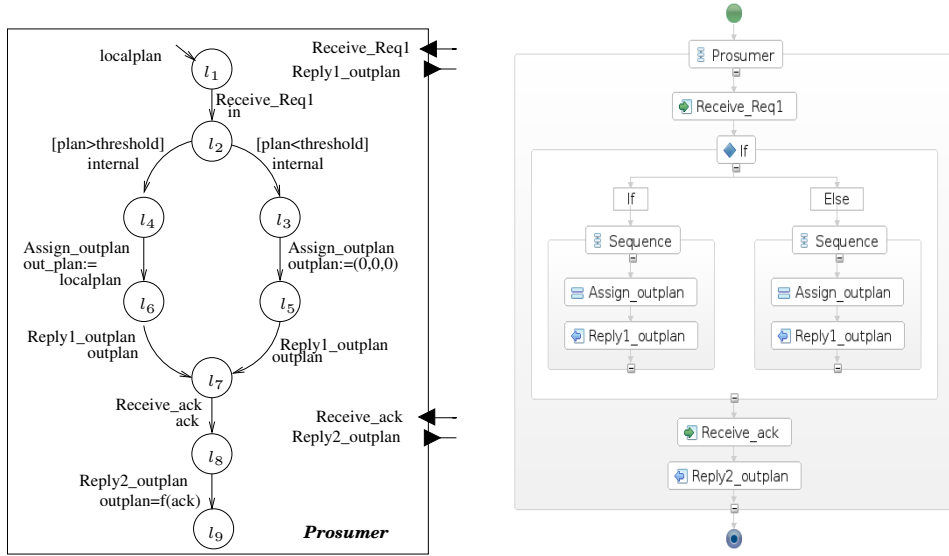 localplan
Receive_Req1
Reply1_outplan
l1
Receive_Req1
in
l2
[plan>threshold]
internal
[plan<threshold]
internal
l4
l3
Assign_outplan
out_plan:=
localplan
Assign_outplan
outplan:=(0,0,0)
l6
l5
Reply1_outplan
outplan
Reply1_outplan
outplan
l7
Receive_ack
ack
Receive_ack
Reply2_outplan
l8
Reply2_outplan
outplan=f(ack)
l9
Prosumer
Prosumer
Receive_Req1
If
If
Else
Sequence
Sequence
Assign_outplan
Assign_outplan
Reply1_outplan
Reply1_outplan
Receive_ack
Reply2_outplan